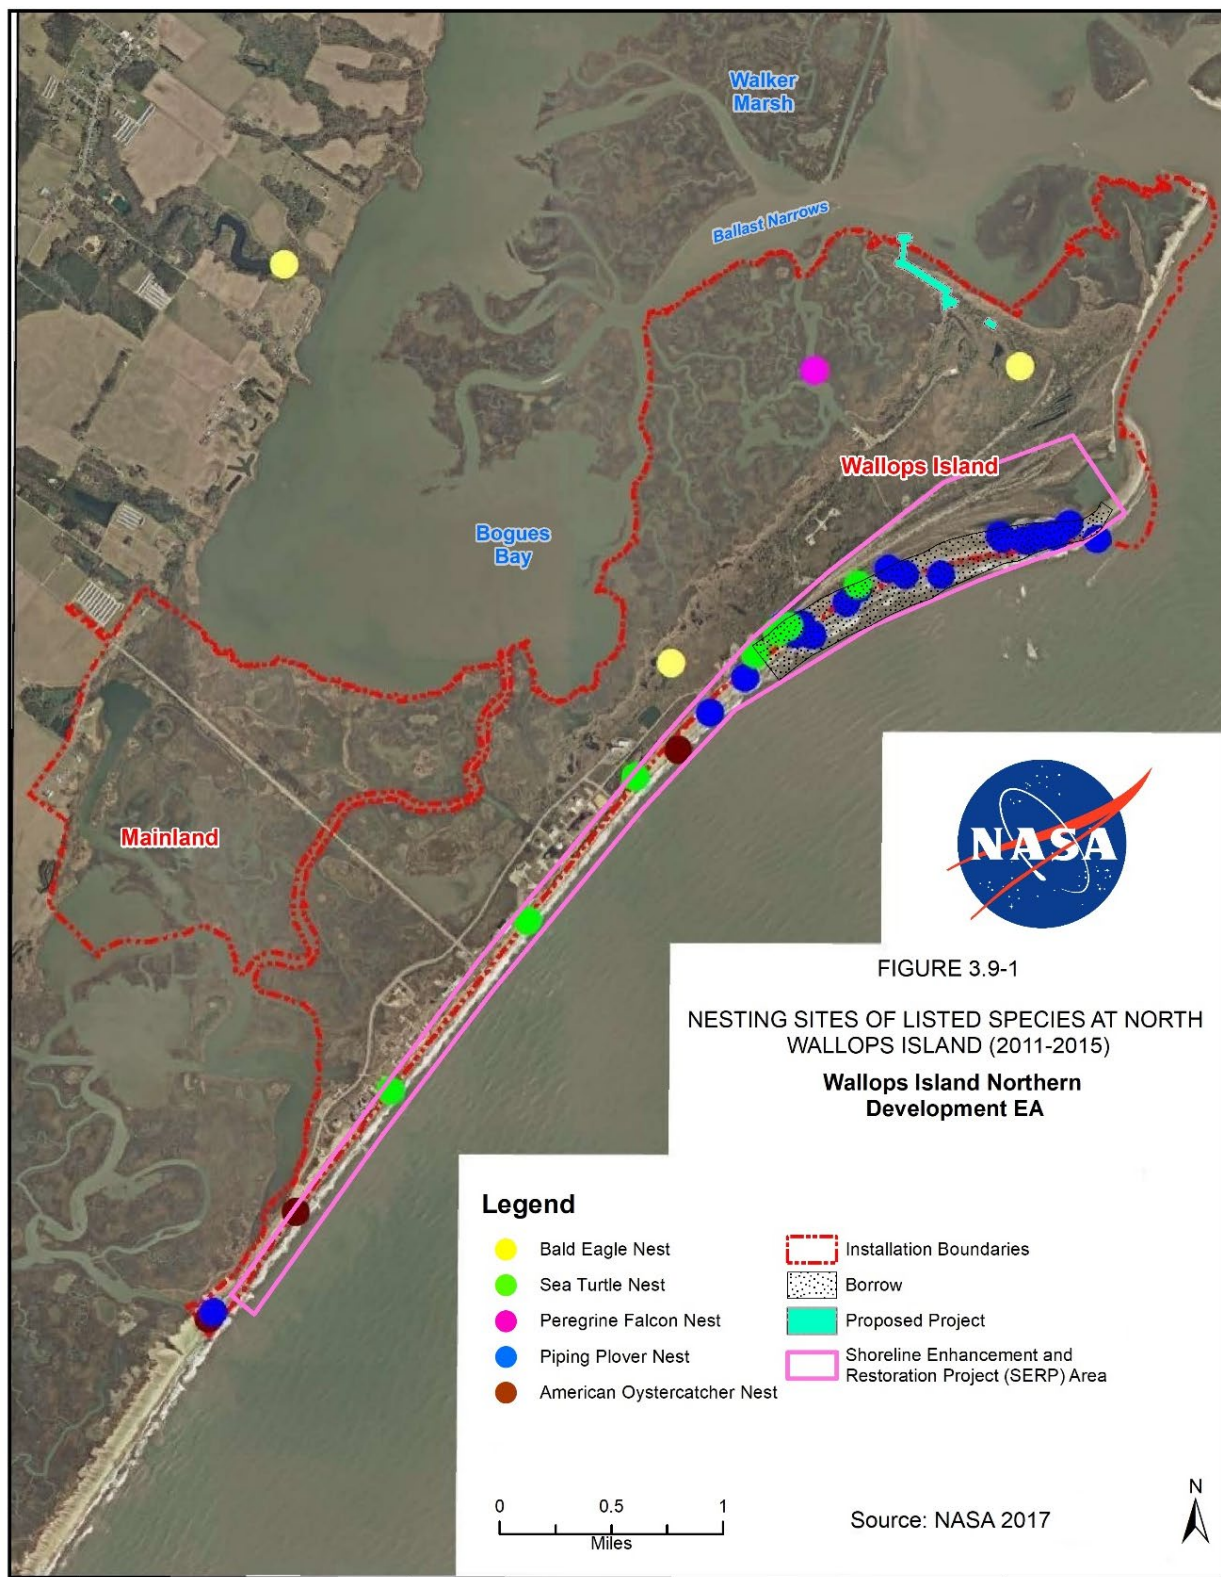 Walker
Marsh
Ballast Narrows
Wallops Island
Bogues
Bay
Mainland
NASA
FIGURE 3.9-1
NESTING SITES OF LISTED SPECIES AT NORTH
WALLOPS ISLAND (2011-2015)
Wallops Island Northern
Development EA
Legend
Bald Eagle Nest
Sea Turtle Nest
Peregrine Falcon Nest
Piping Plover Nest
American Oystercatcher Nest
Installation Boundaries
Borrow
Proposed Project
Shoreline Enhancement and
Restoration Project (SERP) Area
0 0.5 1
Miles
Source: NASA 2017
N